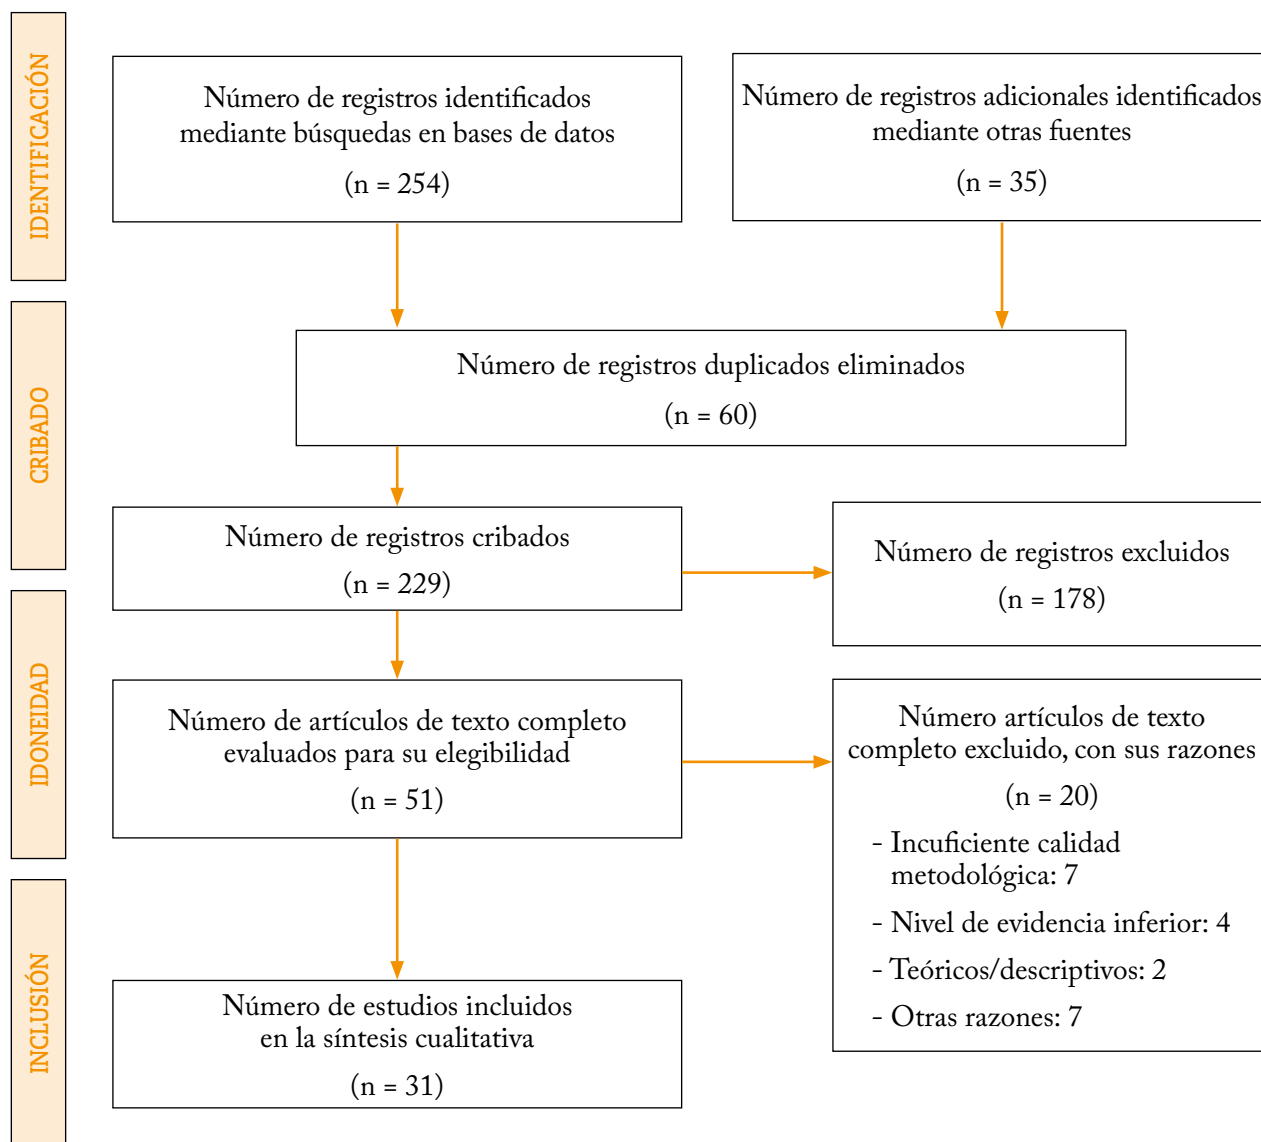 IDENTIFICACIÓN
Número de registros identificados
mediante búsquedas en bases de datos
(n = 254)
Número de registros adicionales identificados
mediante otras fuentes
(n = 35)
CRIBADO
Número de registros duplicados eliminados
(n = 60)
Número de registros cribados
(n = 229)
Número de registros excluidos
(n = 178)
IDONEIDAD
Número de artículos de texto completo
evaluados para su elegibilidad
(n = 51)
Número artículos de texto
completo excluido, con sus razones
(n = 20)
- Incuficiente calidad
metodológica: 7
- Nivel de evidencia inferior: 4
- Teóricos/descriptivos: 2
- Otras razones: 7
INCLUSIÓN
Número de estudios incluidos
en la síntesis cualitativa
(n = 31)